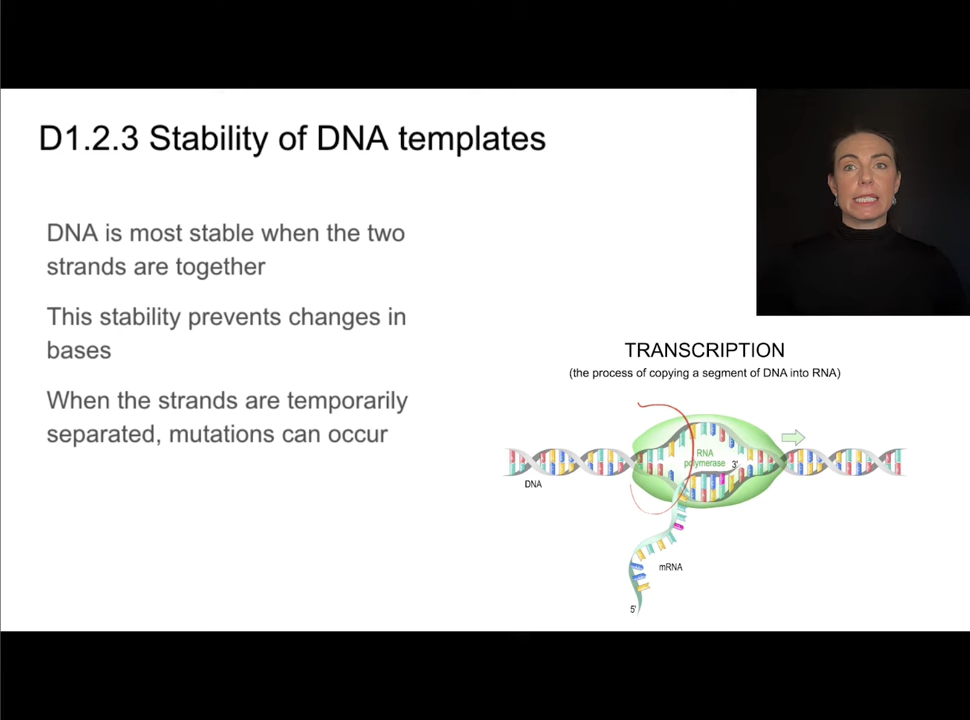 D1.2.3 Stability of DNA templates
DNA is most stable when the two
strands are together
This stability prevents changes in
bases
When the strands are temporarily
separated, mutations can occur
TRANSCRIPTION
(the process of copying a segment of DNA into RNA)
RNA
polymerase
3'
DNA
mRNA
5'